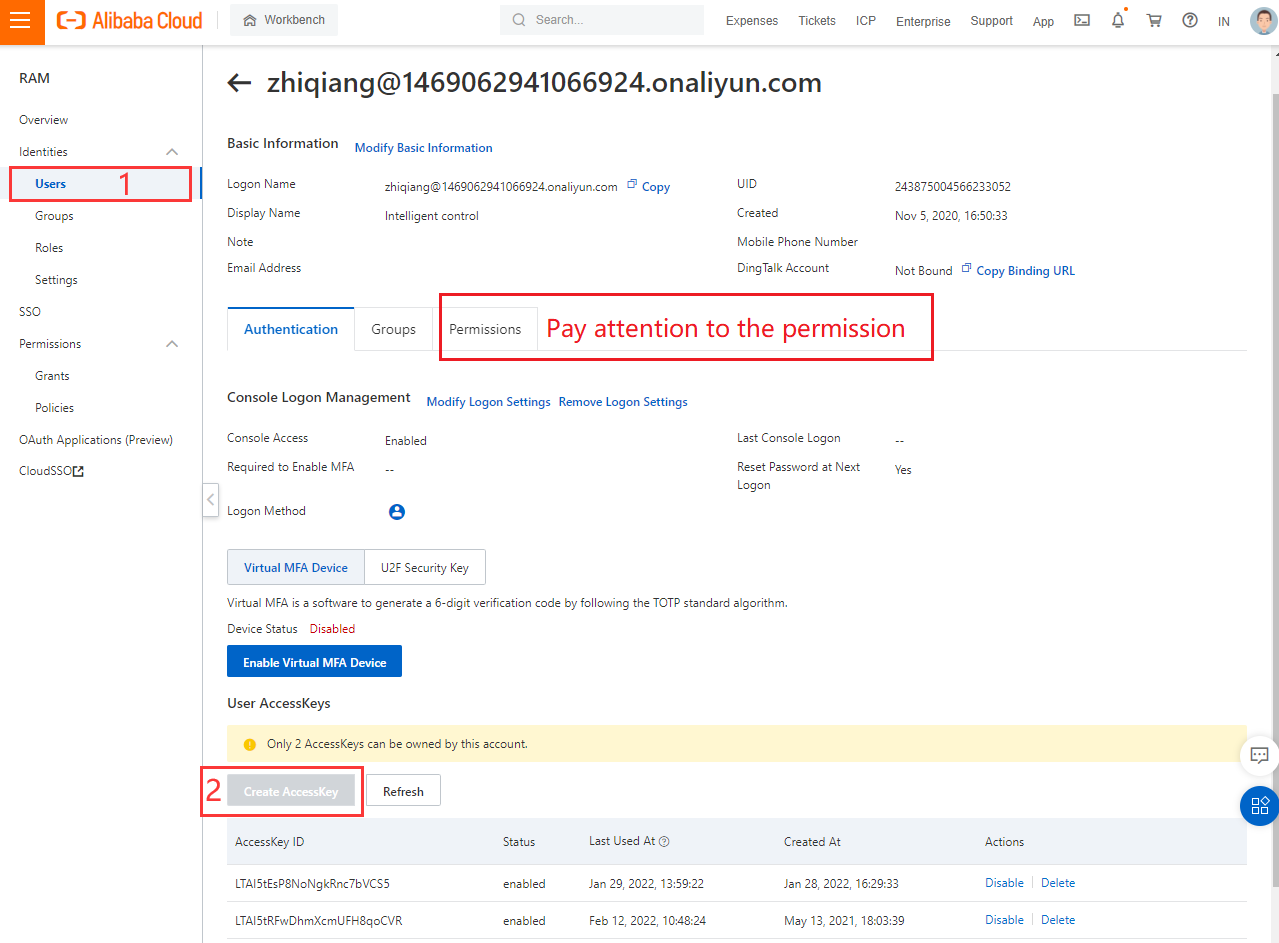 Alibaba Cloud
Workbench
Search...
Expenses
Tickets
ICP
Enterprise
Support
App
IN
RAM
Overview
Identities
Users 1
Groups
Roles
Settings
SSO
Permissions
Grants
Policies
OAuth Applications (Preview)
CloudSSO
zhiqiang@1469062941066924.onaliyun.com
Basic Information Modify Basic Information
Logon Name zhiqiang@1469062941066924.onaliyun.com Copy UID 243875004566233052
Display Name Intelligent control Created Nov 5, 2020, 16:50:33
Note Mobile Phone Number
Email Address DingTalk Account Not Bound Copy Binding URL
Authentication Groups Permissions Pay attention to the permission
Console Logon Management Modify Logon Settings Remove Logon Settings
Console Access Enabled Last Console Logon --
Required to Enable MFA -- Reset Password at Next Yes
Logon
Logon Method
Virtual MFA Device U2F Security Key
Virtual MFA is a software to generate a 6-digit verification code by following the TOTP standard algorithm.
Device Status Disabled
Enable Virtual MFA Device
User AccessKeys
Only 2 AccessKeys can be owned by this account.
2 Create AccessKey Refresh
AccessKey ID Status Last Used At Created At Actions
LTAI5tEsP8NoNgkRnc7bVCS5 enabled Jan 29, 2022, 13:59:22 Jan 28, 2022, 16:29:33 Disable Delete
LTAI5tRFwDhmXcmUFH8qoCVR enabled Feb 12, 2022, 10:48:24 May 13, 2021, 18:03:39 Disable Delete